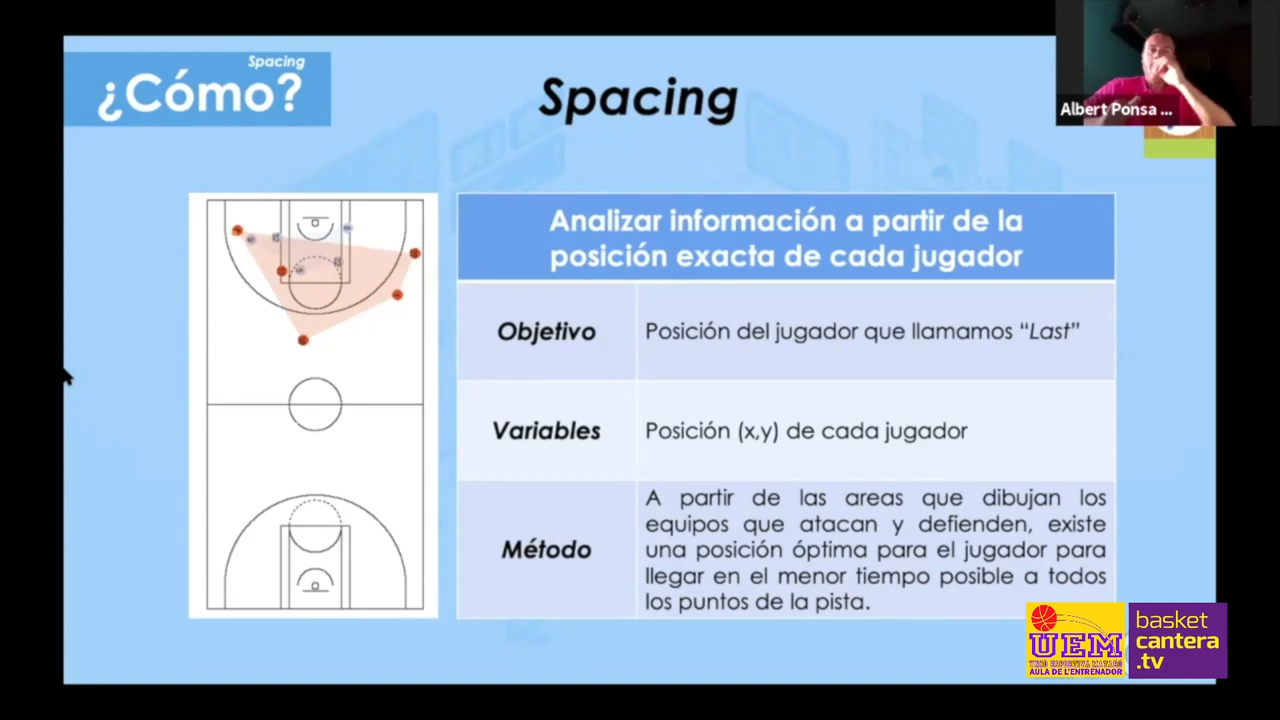 Spacing
¿Cómo?
Spacing
Albert Ponsa ...
Analizar información a partir de la
posición exacta de cada jugador
Objetivo
Posición del jugador que llamamos “Last”
Variables
Posición (x,y) de cada jugador
Método
A partir de las areas que dibujan los
equipos que atacan y defienden, existe
una posición óptima para el jugador para
llegar en el menor tiempo posible a todos
los puntos de la pista.
UEM
AULA DE L'ENTRENADOR
basket
cantera
.tv